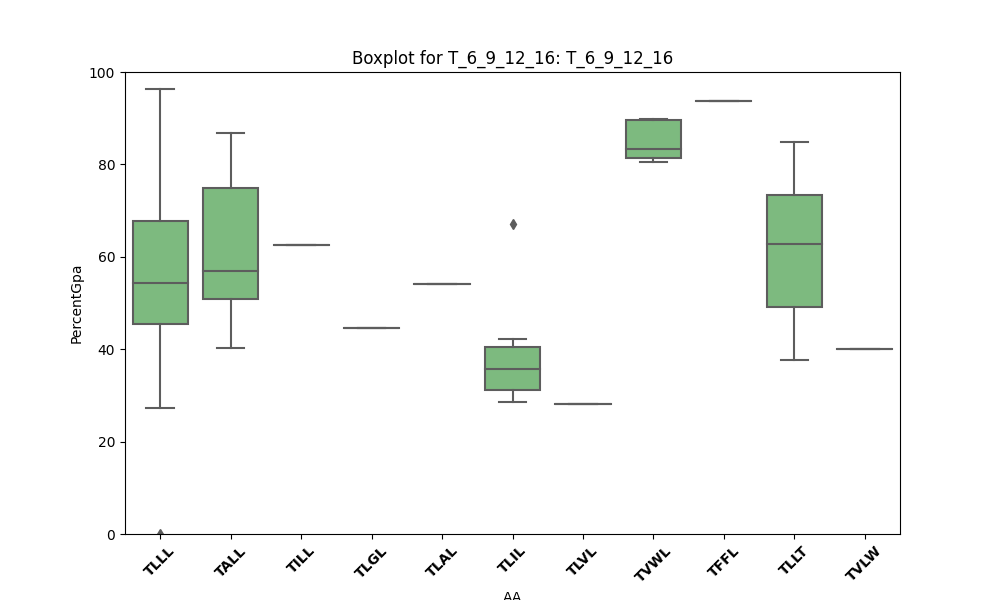 Boxplot for T_6_9_12_16: T_6_9_12_16
PercentGpa
100
80
60
40
20
0
TLLL
TALL
TILL
TLGL
TLAL
TLIL
TLVL
TVWL
TFFL
TLLT
TVLW
AA